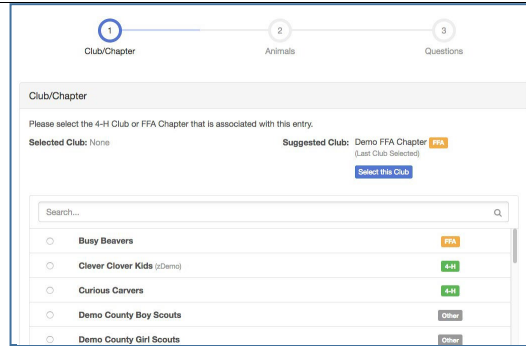 1 2 3
Club/Chapter Animals Questions
Club/Chapter
Please select the 4-H Club or FFA Chapter that is associated with this entry.
Selected Club: None Suggested Club: Demo FFA Chapter FFA
(Last Club Selected)
Select this Club
Search...
Busy Beavers FFA
Clever Clover Kids (zDemo) 4-H
Curious Carvers 4-H
Demo County Boy Scouts Other
Demo County Girl Scouts Other